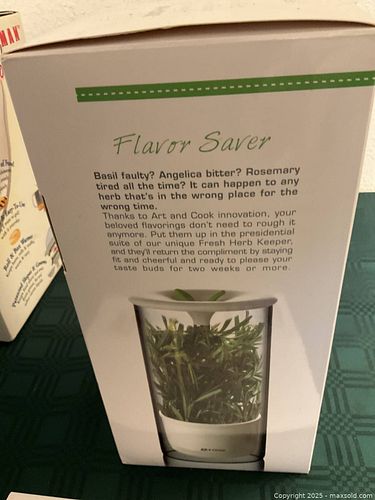 MAN
Flavor Saver
Basil faulty? Angelica bitter? Rosemary
tired all the time? It can happen to any
herb that's in the wrong place for the
wrong time.
Thanks to Art and Cook innovation, your
beloved flavorings don't need to rough it
anymore. Put them up in the presidential
suite of our unique Fresh Herb Keeper,
and they'll return the compliment by staying
fit and cheerful and ready to please your
taste buds for two weeks or more.
Copyright 2025 - maxsold.com